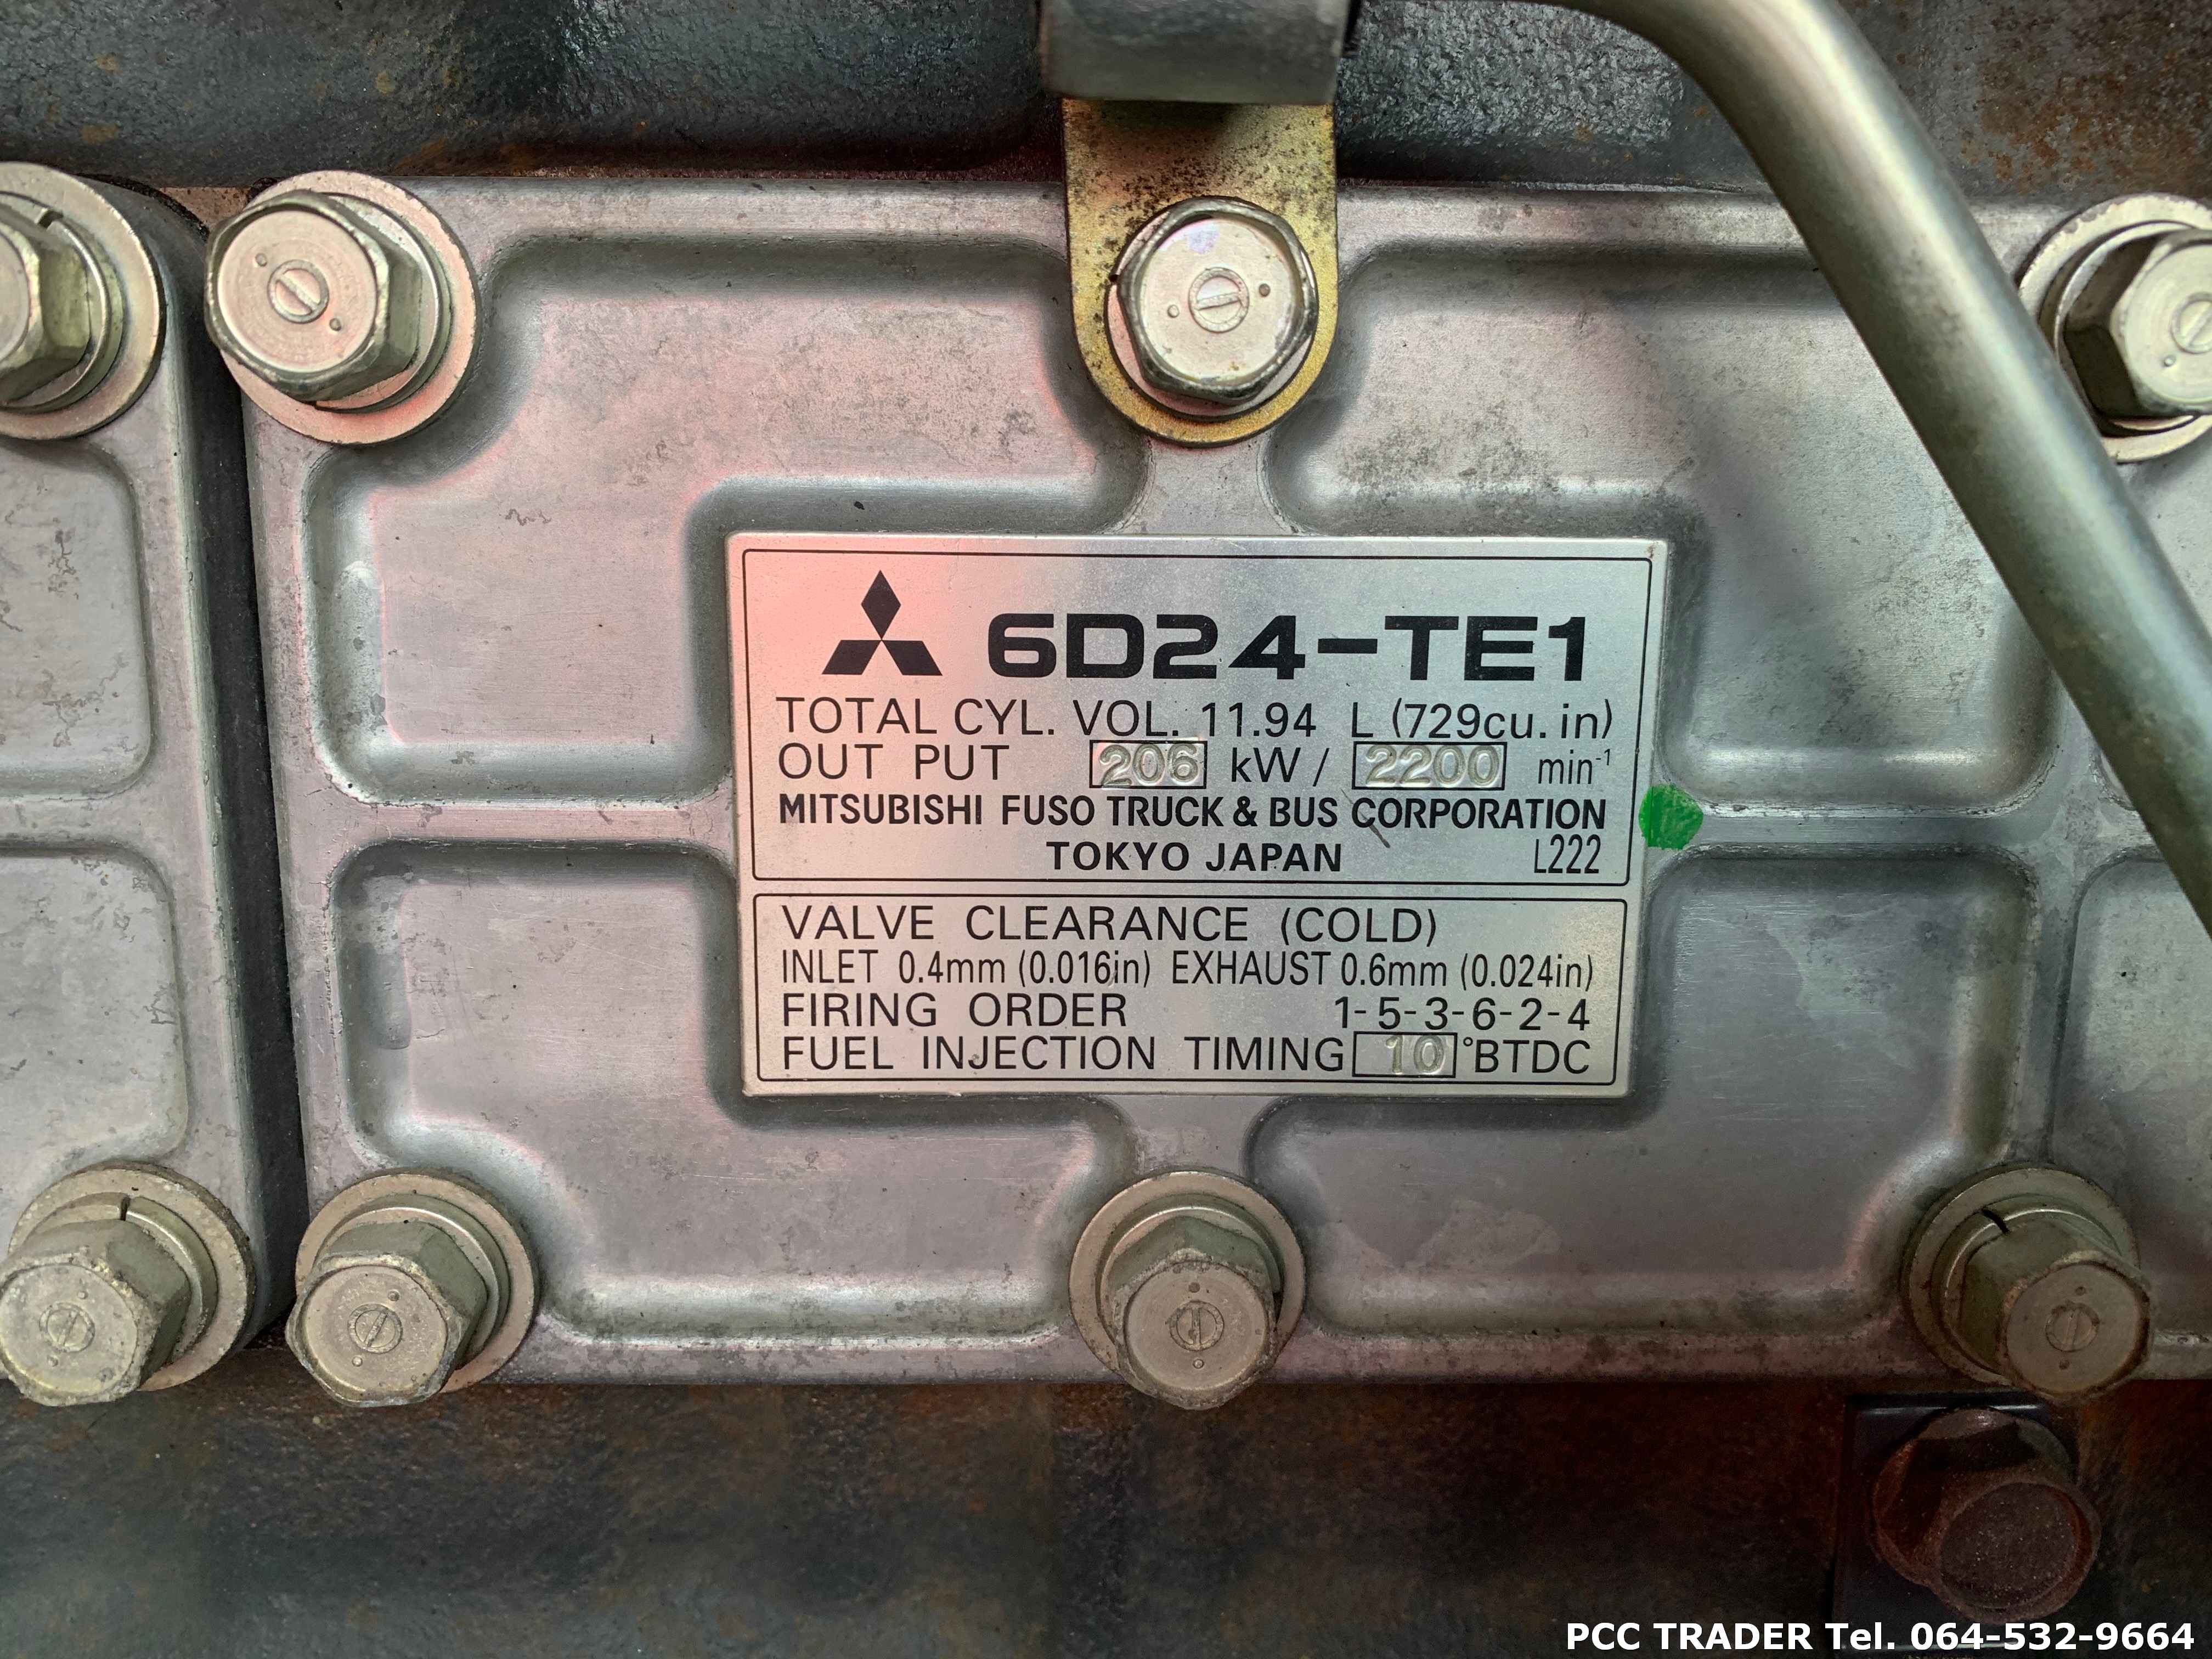 6D24-TE1
TOTAL CYL. VOL. 11.94 L (729cu. in)
OUT PUT 206 kW / 2200 min⁻¹
MITSUBISHI FUSO TRUCK & BUS CORPORATION
TOKYO JAPAN L222
VALVE CLEARANCE (COLD)
INLET 0.4mm (0.016in) EXHAUST 0.6mm (0.024in)
FIRING ORDER 1-5-3-6-2-4
FUEL INJECTION TIMING 10 °BTDC
PCC TRADER Tel. 064-532-9664